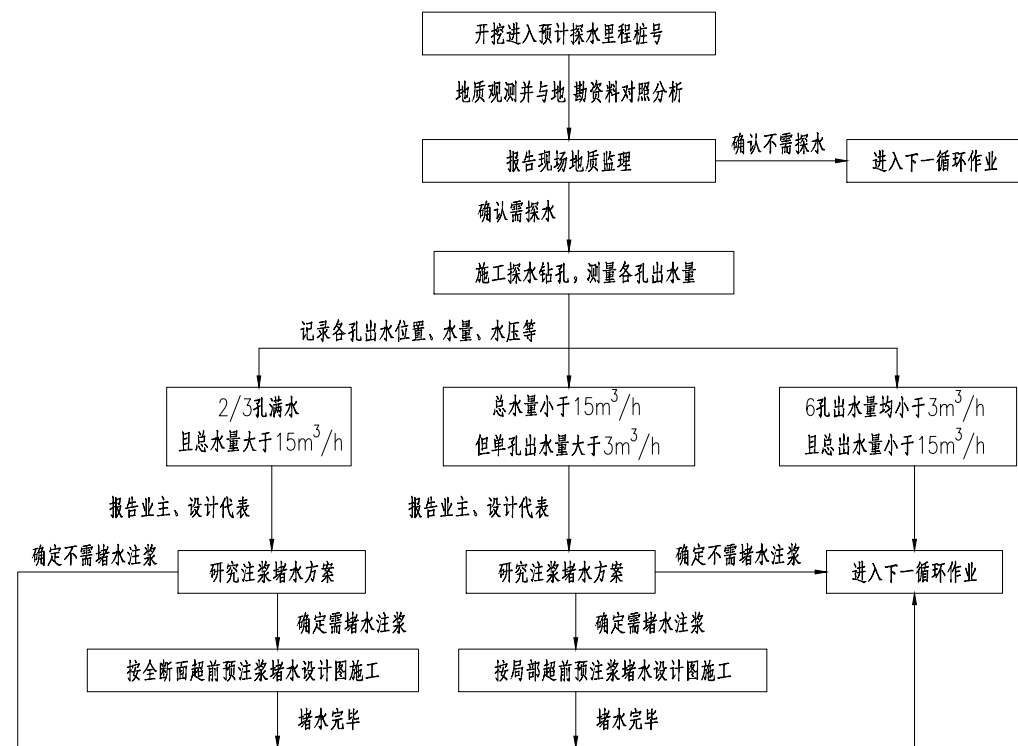 开挖进入预计探水里程桩号
地质观测并与地 勘资料对照分析
报告现场地质监理
确认不需探水
进入下一循环作业
确认需探水
施工探水钻孔，测量各孔出水量
记录各孔出水位置、水量、水压等
2/3孔满水
且总水量大于15m³/h
总水量小于15m³/h
但单孔出水量大于3m³/h
6孔出水量均小于3m³/h
且总出水量小于15m³/h
报告业主、设计代表
报告业主、设计代表
确定不需堵水注浆
研究注浆堵水方案
研究注浆堵水方案
确定不需堵水注浆
进入下一循环作业
确定需堵水注浆
确定需堵水注浆
按全断面超前预注浆堵水设计图施工
按局部超前预注浆堵水设计图施工
堵水完毕
堵水完毕